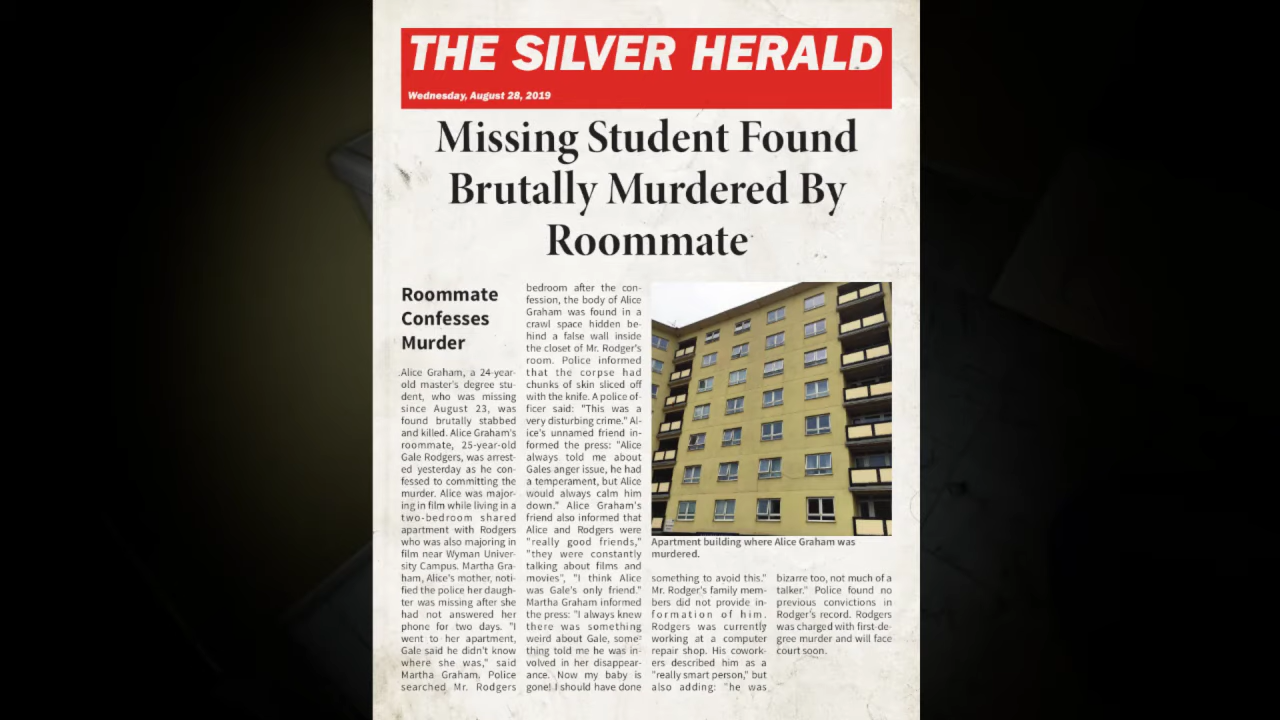 THE SILVER HERALD
Wednesday, August 28, 2019
Missing Student Found
Brutally Murdered By
Roommate
Roommate
Confesses
Murder
Alice Graham, a 24-year-
old master's degree stu-
dent, who was missing
since August 23, was
found brutally stabbed
and killed. Alice Graham's
roommate, 25-year-old
Gale Rodgers, was arrest-
ed yesterday as he con-
fessed to committing the
murder. Alice was major-
ing in film while living in a
two-bedroom shared
apartment with Rodgers
who was also majoring in
film near Wyman Univer-
sity Campus. Martha Gra-
ham, Alice's mother, noti-
fied the police her daugh-
ter was missing after she
had not answered her
phone for two days. "I
went to her apartment,
Gale said he didn't know
where she was," said
Martha Graham. Police
searched Mr. Rodgers
bedroom after the con-
fession, the body of Alice
Graham was found in a
crawl space hidden be-
hind a false wall inside
the closet of Mr. Rodger's
room. Police informed
that the corpse had
chunks of skin sliced off
with the knife. A police of-
ficer said: "This was a
very disturbing crime." Al-
ice's unnamed friend in-
formed the press: "Alice
always told me about
Gales anger issue, he had
a temperament, but Alice
would always calm him
down." Alice Graham's
friend also informed that
Alice and Rodgers were
"really good friends,"
"they were constantly
talking about films and
movies", "I think Alice
was Gale's only friend."
Martha Graham informed
the press: "I always knew
there was something
weird about Gale, some-
thing told me he was in-
volved in her disappear-
ance. Now my baby is
gone! I should have done
Apartment building where Alice Graham was
murdered.
something to avoid this."
Mr. Rodger's family mem-
bers did not provide in-
formation of him.
Rodgers was currently
working at a computer
repair shop. His cowork-
ers described him as a
"really smart person," but
also adding: "he was
bizarre too, not much of a
talker." Police found no
previous convictions in
Rodger's record. Rodgers
was charged with first-de-
gree murder and will face
court soon.